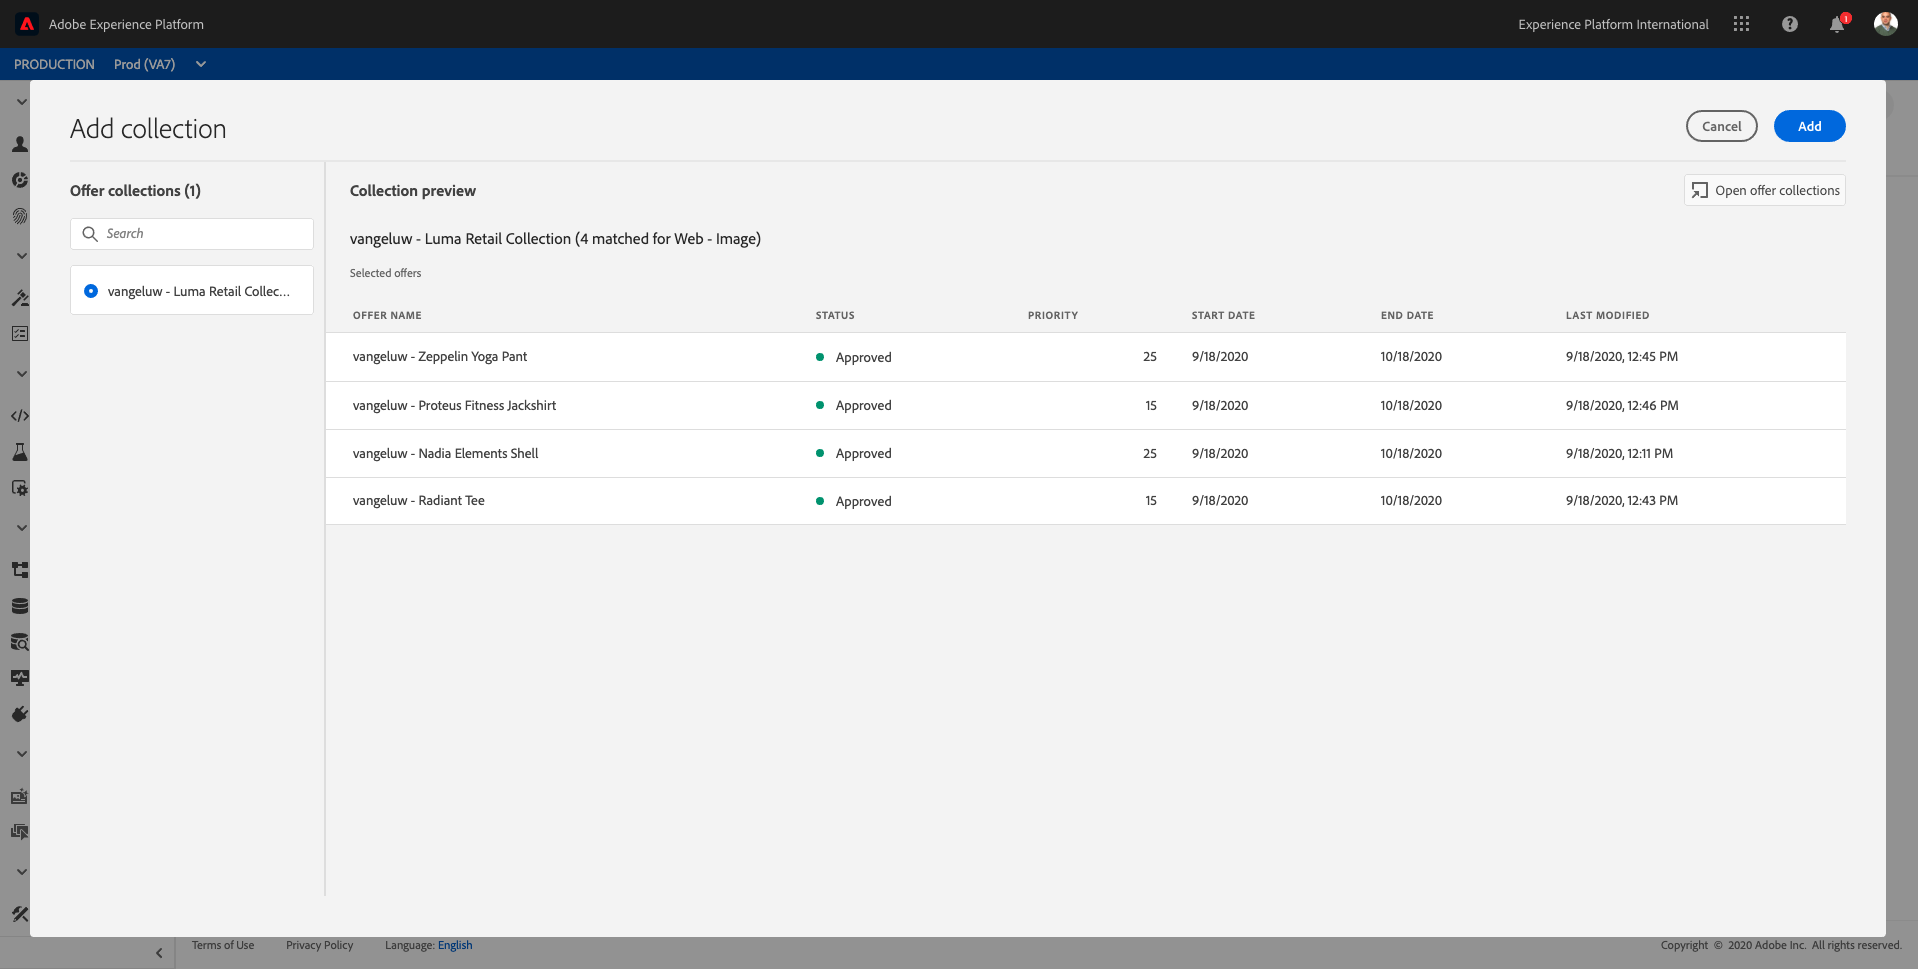 Adobe Experience Platform
Experience Platform International
1
PRODUCTION Prod (VA7)
Add collection
Cancel
Add
Offer collections (1)
Search
vangeluw - Luma Retail Collec...
Collection preview
Open offer collections
vangeluw - Luma Retail Collection (4 matched for Web - Image)
Selected offers
OFFER NAME STATUS PRIORITY START DATE END DATE LAST MODIFIED
vangeluw - Zeppelin Yoga Pant Approved 25 9/18/2020 10/18/2020 9/18/2020, 12:45 PM
vangeluw - Proteus Fitness Jackshirt Approved 15 9/18/2020 10/18/2020 9/18/2020, 12:46 PM
vangeluw - Nadia Elements Shell Approved 25 9/18/2020 10/18/2020 9/18/2020, 12:11 PM
vangeluw - Radiant Tee Approved 15 9/18/2020 10/18/2020 9/18/2020, 12:43 PM
Terms of Use Privacy Policy Language: English Copyright © 2020 Adobe Inc. All rights reserved.